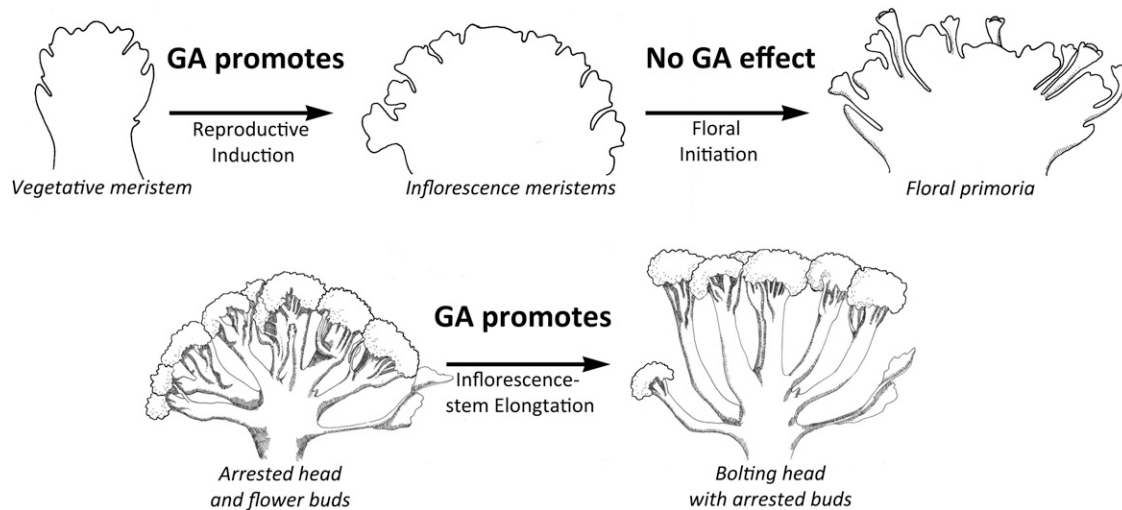 GA promotes
Reproductive
Induction
Vegetative meristem
Inflorescence meristems
No GA effect
Floral
Initiation
Floral primoria
GA promotes
Inflorescence-
stem Elongtation
Arrested head
and flower buds
Bolting head
with arrested buds